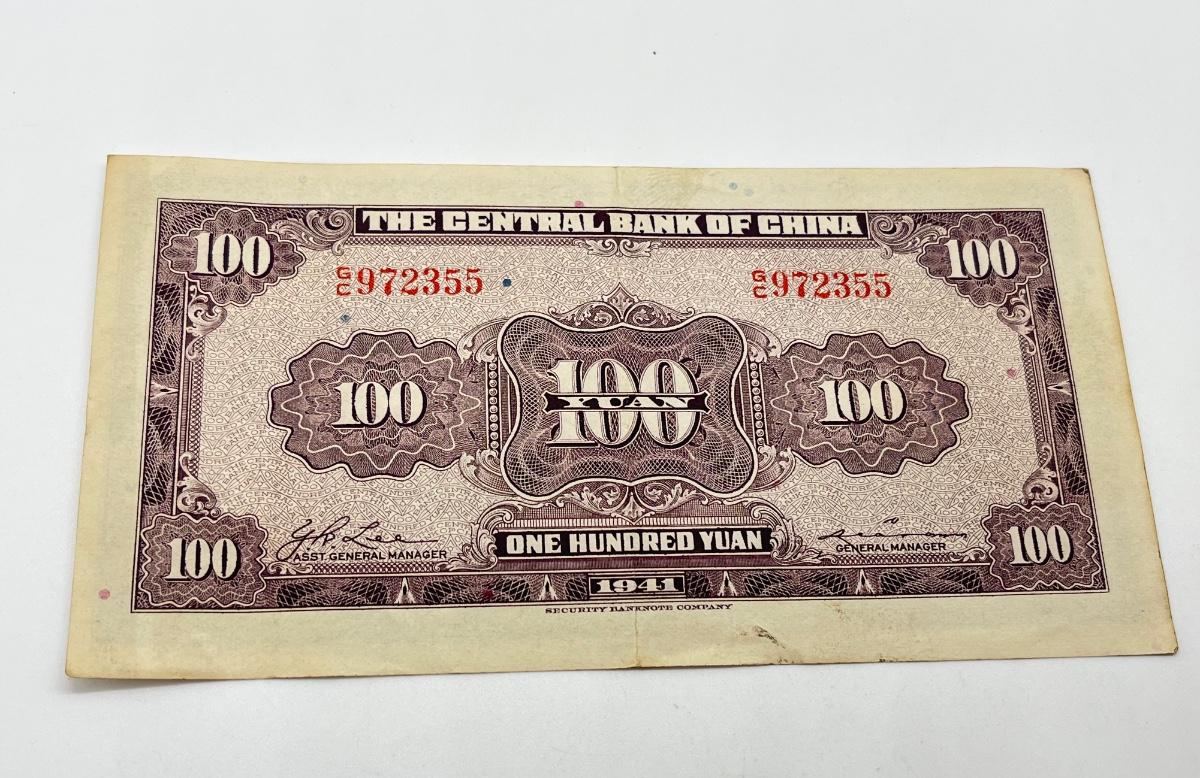 THE CENTRAL BANK OF CHINA
100 100
G/C 972355 G/C 972355
100 100 YUAN 100
ASST. GENERAL MANAGER GENERAL MANAGER
100 ONE HUNDRED YUAN 100
1941
SECURITY BANKNOTE COMPANY